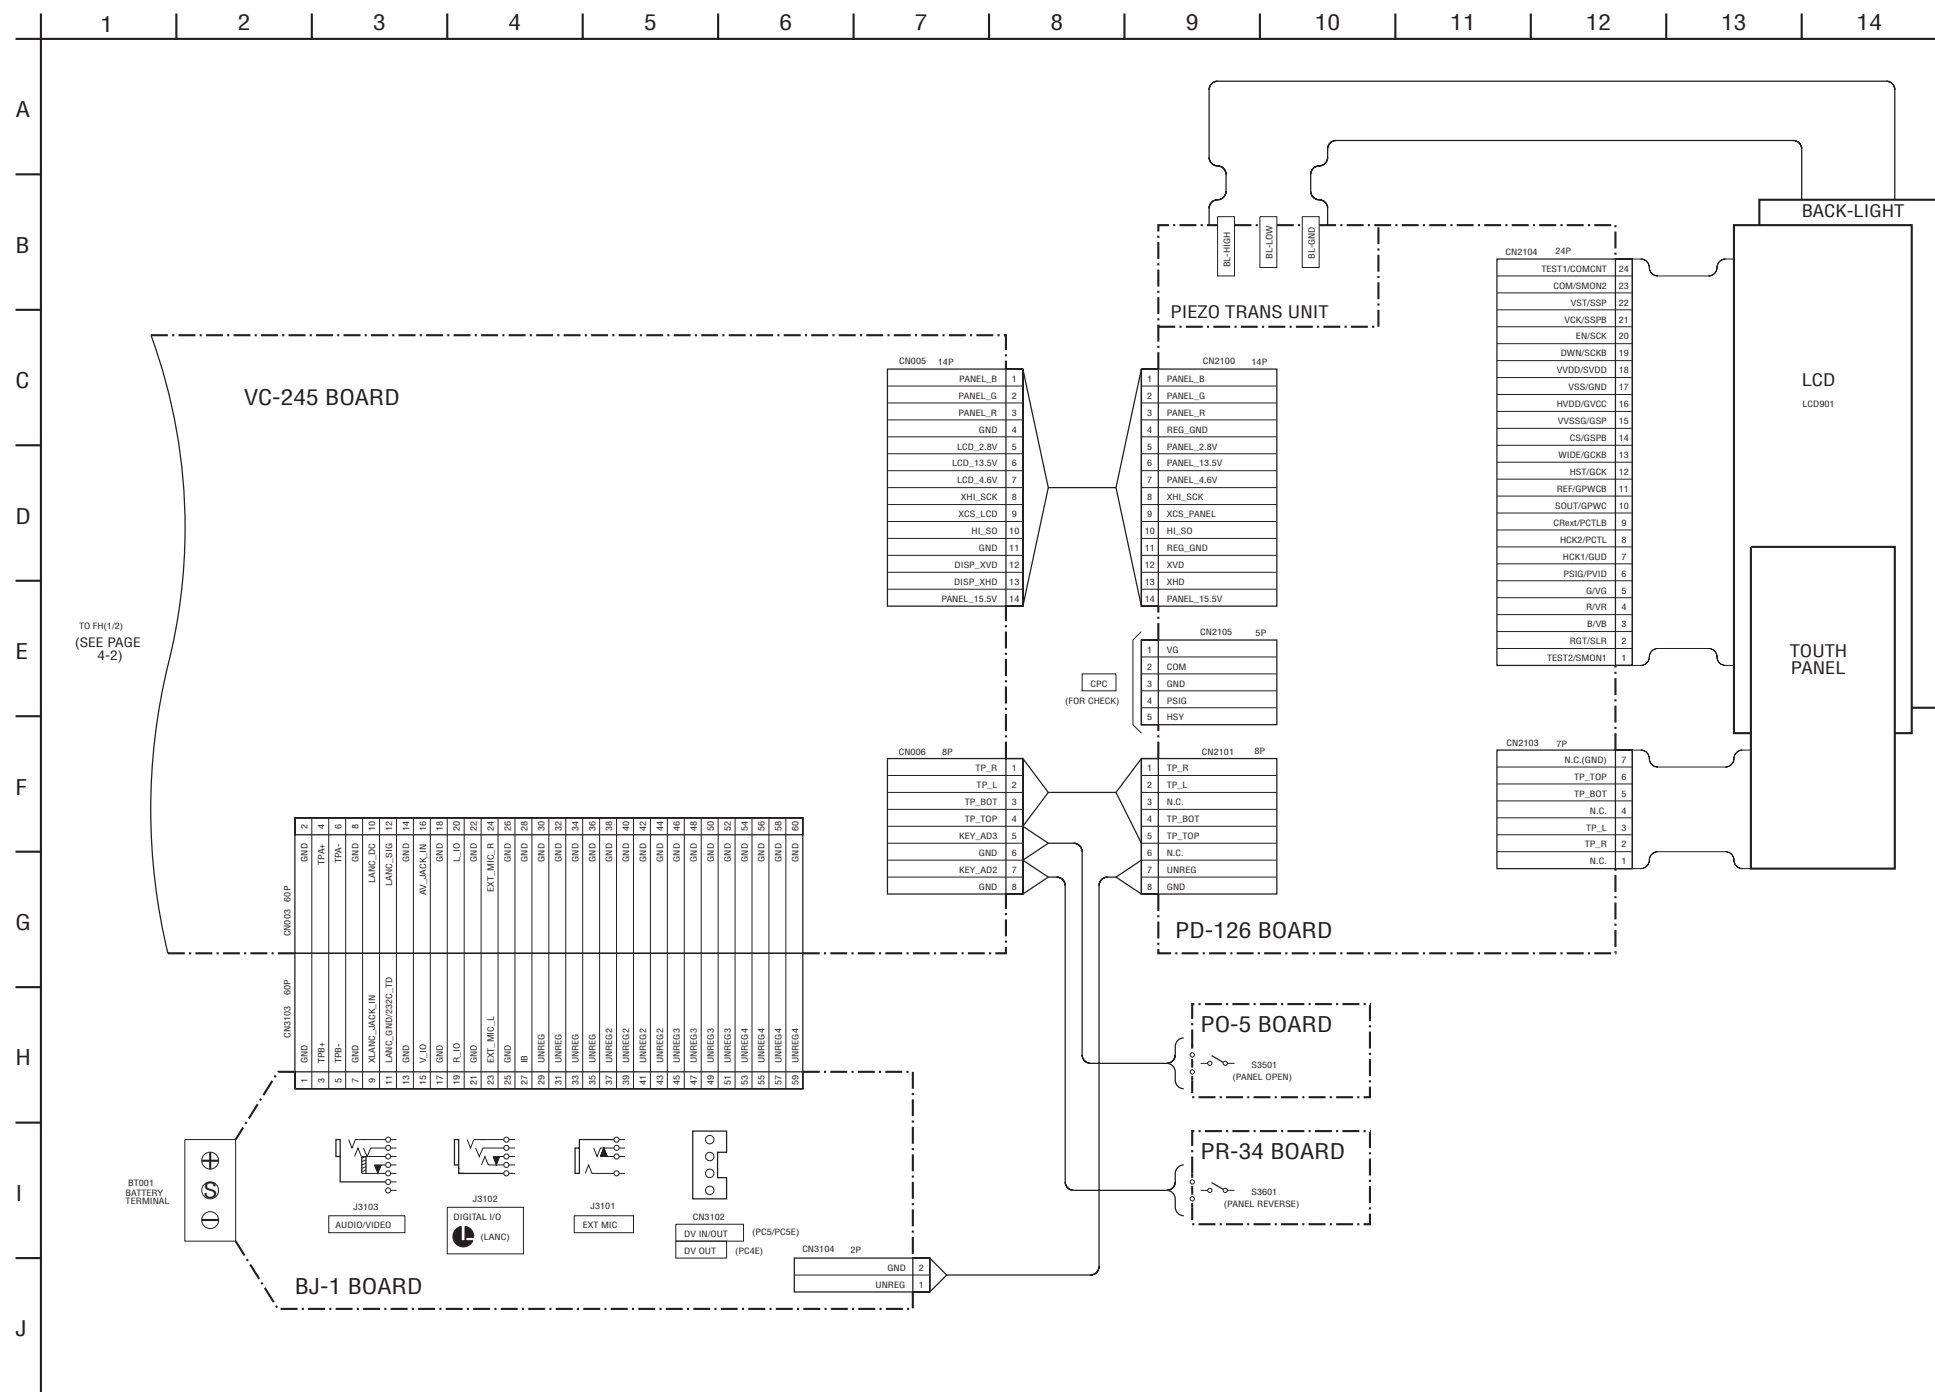 1 2 3 4 5 6 7 8 9 10 11 12 13 14
A
B
C
D
E
F
G
H
I
J
BACK-LIGHT
BL-HIGH
BL-LOW
BL-GND
PIEZO TRANS UNIT
CN2104 24P
TEST1/COMCNT 24
COM/SMON2 23
VST/SSP 22
VCK/SSPB 21
EN/SCK 20
DWN/SCKB 19
VVDD/SVDD 18
VSS/GND 17
HVDD/GVCC 16
VVSSG/GSP 15
CS/GSPB 14
WIDE/GCKB 13
HST/GCK 12
REF/GPWCB 11
SOUT/GPWC 10
CRext/PCTLB 9
HCK2/PCTL 8
HCK1/GUD 7
PSIG/PVID 6
G/VG 5
R/VR 4
B/VB 3
RGT/SLR 2
TEST2/SMON1 1
LCD
LCD901
TOUTH
PANEL
VC-245 BOARD
CN005 14P
PANEL_B 1
PANEL_G 2
PANEL_R 3
GND 4
LCD_2.8V 5
LCD_13.5V 6
LCD_4.6V 7
XHI_SCK 8
XCS_LCD 9
HI_SO 10
GND 11
DISP_XVD 12
DISP_XHD 13
PANEL_15.5V 14
CN2100 14P
1 PANEL_B
2 PANEL_G
3 PANEL_R
4 REG_GND
5 PANEL_2.8V
6 PANEL_13.5V
7 PANEL_4.6V
8 XHI_SCK
9 XCS_PANEL
10 HI_SO
11 REG_GND
12 XVD
13 XHD
14 PANEL_15.5V
TO FH(1/2)
(SEE PAGE
4-2)
CN2105 5P
1 VG
2 COM
3 GND
4 PSIG
5 HSY
CPC
(FOR CHECK)
CN006 8P
TP_R 1
TP_L 2
TP_BOT 3
TP_TOP 4
KEY_AD3 5
GND 6
KEY_AD2 7
GND 8
CN2101 8P
1 TP_R
2 TP_L
3 N.C.
4 TP_BOT
5 TP_TOP
6 N.C.
7 UNREG
8 GND
CN2103 7P
N.C.(GND) 7
TP_TOP 6
TP_BOT 5
N.C. 4
TP_L 3
TP_R 2
N.C. 1
PD-126 BOARD
CN003 60P
2 GND
4 TPA+
6 TPA-
8 GND
10 LANC_DC
12 LANC_SIG
14 GND
16 AV_JACK_IN
18 GND
20 L_IO
22 GND
24 EXT_MIC_R
26 GND
28 GND
30 GND
32 GND
34 GND
36 GND
38 GND
40 GND
42 GND
44 GND
46 GND
48 GND
50 GND
52 GND
54 GND
56 GND
58 GND
60 GND
CN3103 60P
1 GND
3 TPB+
5 TPB-
7 GND
9 XLANC_JACK_IN
11 LANC_GND/232C_TD
13 GND
15 V_IO
17 GND
19 R_IO
21 GND
23 EXT_MIC_L
25 GND
27 IB
29 UNREG
31 UNREG
33 UNREG
35 UNREG
37 UNREG2
39 UNREG2
41 UNREG2
43 UNREG2
45 UNREG3
47 UNREG3
49 UNREG3
51 UNREG3
53 UNREG4
55 UNREG4
57 UNREG4
59 UNREG4
PO-5 BOARD
S3501
(PANEL OPEN)
PR-34 BOARD
S3601
(PANEL REVERSE)
BT001
BATTERY
TERMINAL
S
J3103
AUDIO/VIDEO
J3102
DIGITAL I/O
(LANC)
J3101
EXT MIC
CN3102
DV IN/OUT (PC5/PC5E)
DV OUT (PC4E)
CN3104 2P
GND 2
UNREG 1
BJ-1 BOARD